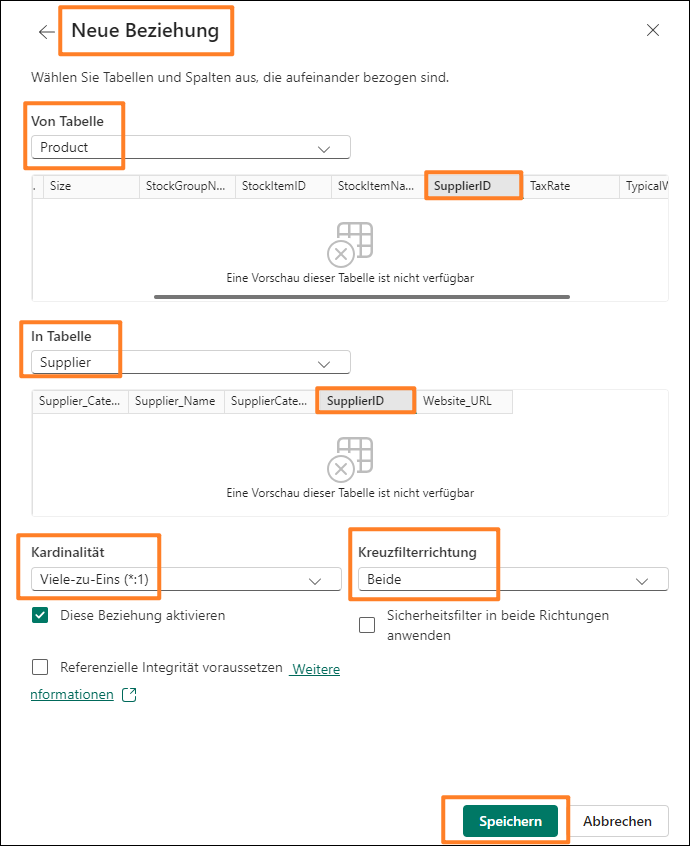 Neue Beziehung
Wählen Sie Tabellen und Spalten aus, die aufeinander bezogen sind.
Von Tabelle
Product
. Size StockGroupN... StockItemID StockItemNa... SupplierID TaxRate TypicalW
Eine Vorschau dieser Tabelle ist nicht verfügbar
In Tabelle
Supplier
Supplier_Cate... Supplier_Name SupplierCate... SupplierID Website_URL
Eine Vorschau dieser Tabelle ist nicht verfügbar
Kardinalität
Viele-zu-Eins (*:1)
Kreuzfilterrichtung
Beide
Diese Beziehung aktivieren
Sicherheitsfilter in beide Richtungen
anwenden
Referenzielle Integrität voraussetzen Weitere
nformationen
Speichern
Abbrechen